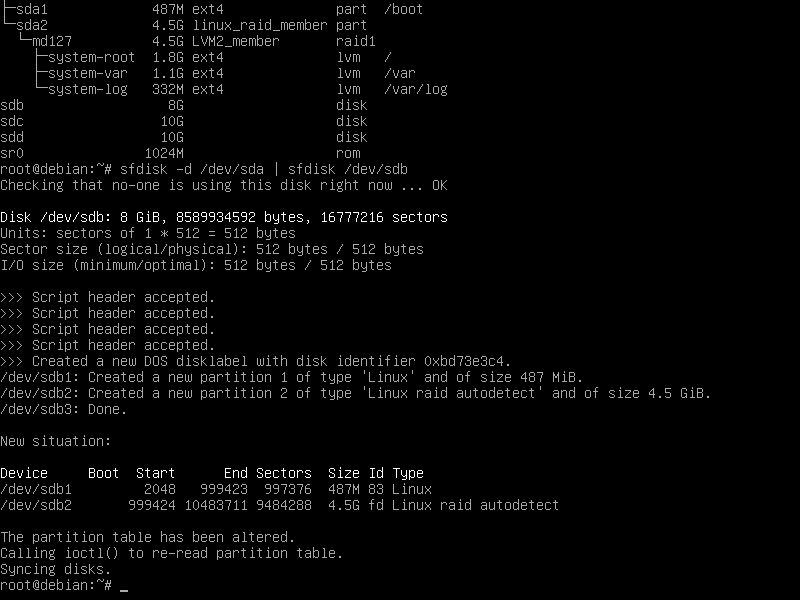 ├─sda1             487M ext4              part  /boot
└─sda2             4.5G linux_raid_member part
  └─md127          4.5G LVM2_member       raid1
    ├─system-root  1.8G ext4              lvm   /
    ├─system-var   1.1G ext4              lvm   /var
    └─system-log   332M ext4              lvm   /var/log
sdb                  8G                   disk
sdc                 10G                   disk
sdd                 10G                   disk
sr0               1024M                   rom
root@debian:~# sfdisk -d /dev/sda | sfdisk /dev/sdb
Checking that no-one is using this disk right now ... OK

Disk /dev/sdb: 8 GiB, 8589934592 bytes, 16777216 sectors
Units: sectors of 1 * 512 = 512 bytes
Sector size (logical/physical): 512 bytes / 512 bytes
I/O size (minimum/optimal): 512 bytes / 512 bytes

>>> Script header accepted.
>>> Script header accepted.
>>> Script header accepted.
>>> Script header accepted.
>>> Created a new DOS disklabel with disk identifier 0xbd73e3c4.
/dev/sdb1: Created a new partition 1 of type 'Linux' and of size 487 MiB.
/dev/sdb2: Created a new partition 2 of type 'Linux raid autodetect' and of size 4.5 GiB.
/dev/sdb3: Done.

New situation:

Device     Boot  Start      End Sectors  Size Id Type
/dev/sdb1         2048   999423  997376  487M 83 Linux
/dev/sdb2       999424 10483711 9484288  4.5G fd Linux raid autodetect

The partition table has been altered.
Calling ioctl() to re-read partition table.
Syncing disks.
root@debian:~# _